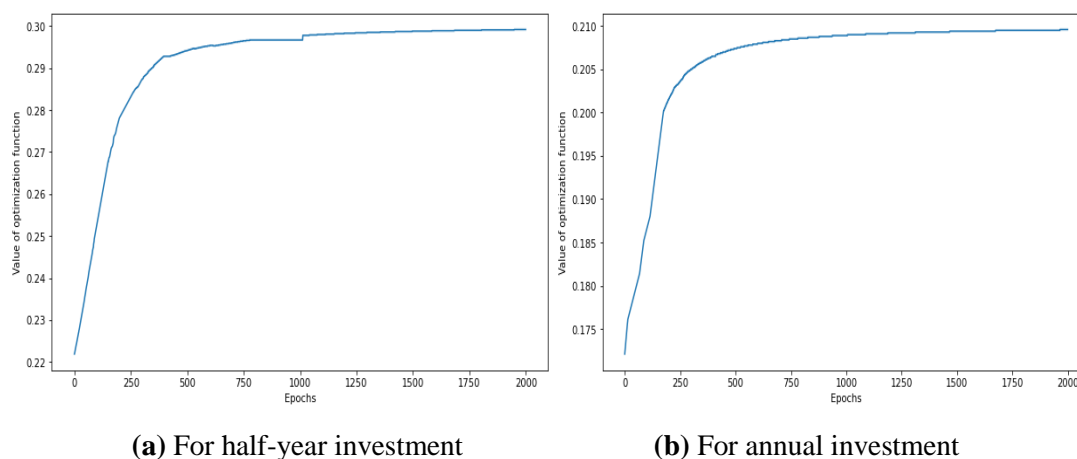 0.30
0.29
0.28
0.27
0.26
0.25
0.24
0.23
0.22
Value of optimization function
0 250 500 750 1000 1250 1500 1750 2000
Epochs
(a) For half-year investment
0.210
0.205
0.200
0.195
0.190
0.185
0.180
0.175
Value of optimization function
0 250 500 750 1000 1250 1500 1750 2000
Epochs
(b) For annual investment